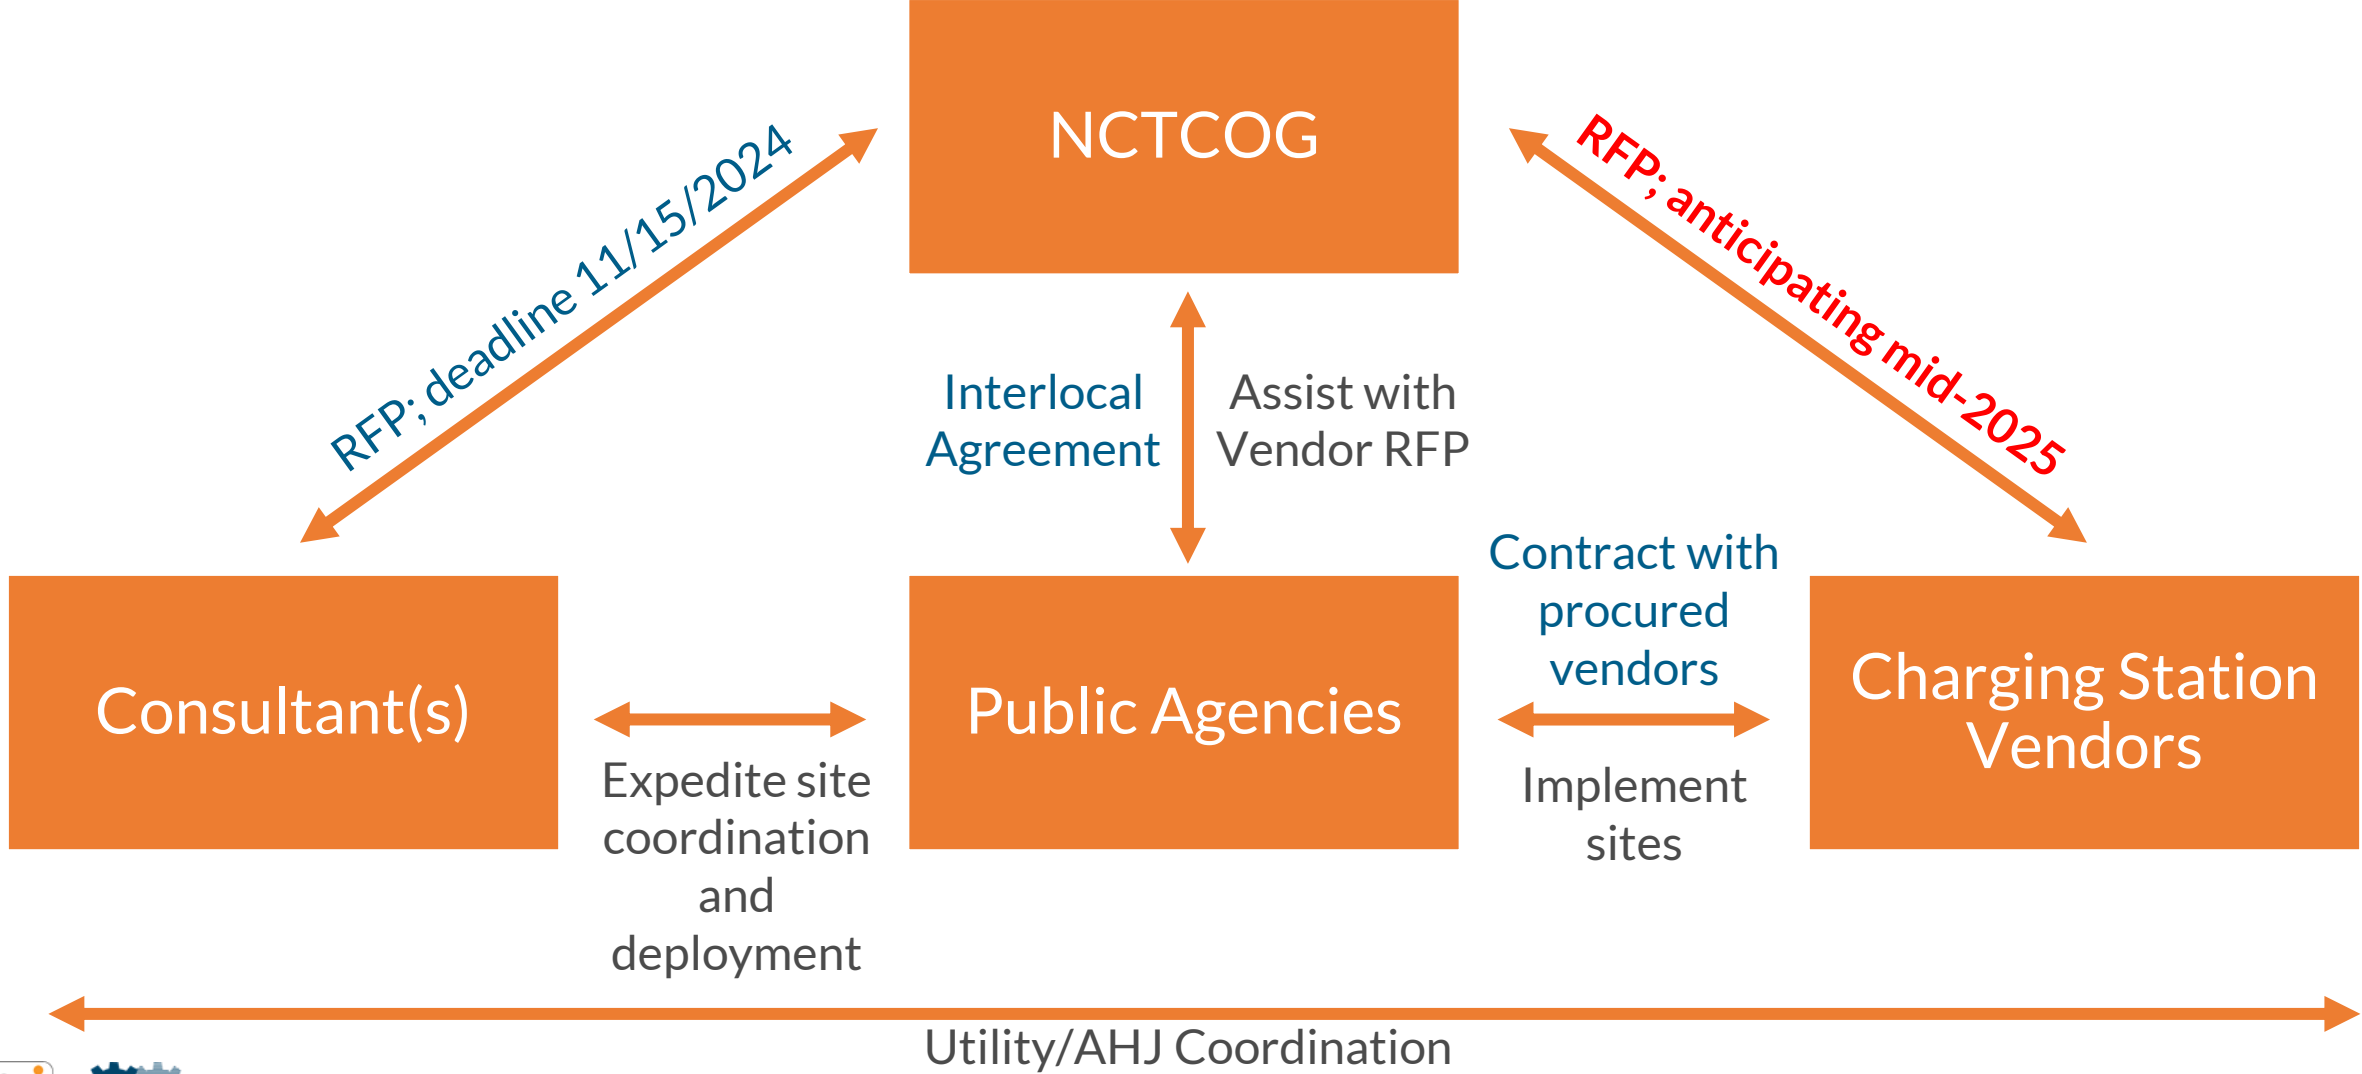 NCTCOG
RFP; deadline 11/15/2024
RFP; anticipating mid-2025
Interlocal
Agreement
Assist with
Vendor RFP
Consultant(s)
Expedite site
coordination
and
deployment
Public Agencies
Contract with
procured
vendors
Implement
sites
Charging Station
Vendors
Utility/AHJ Coordination